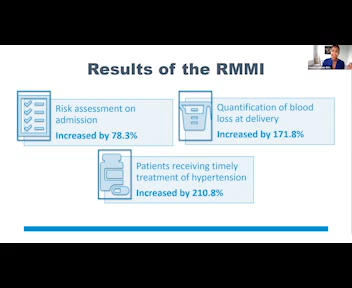 Results of the RMMI
Risk assessment on
admission
Increased by 78.3%
Quantification of blood
loss at delivery
Increased by 171.8%
Patients receiving timely
treatment of hypertension
Increased by 210.8%